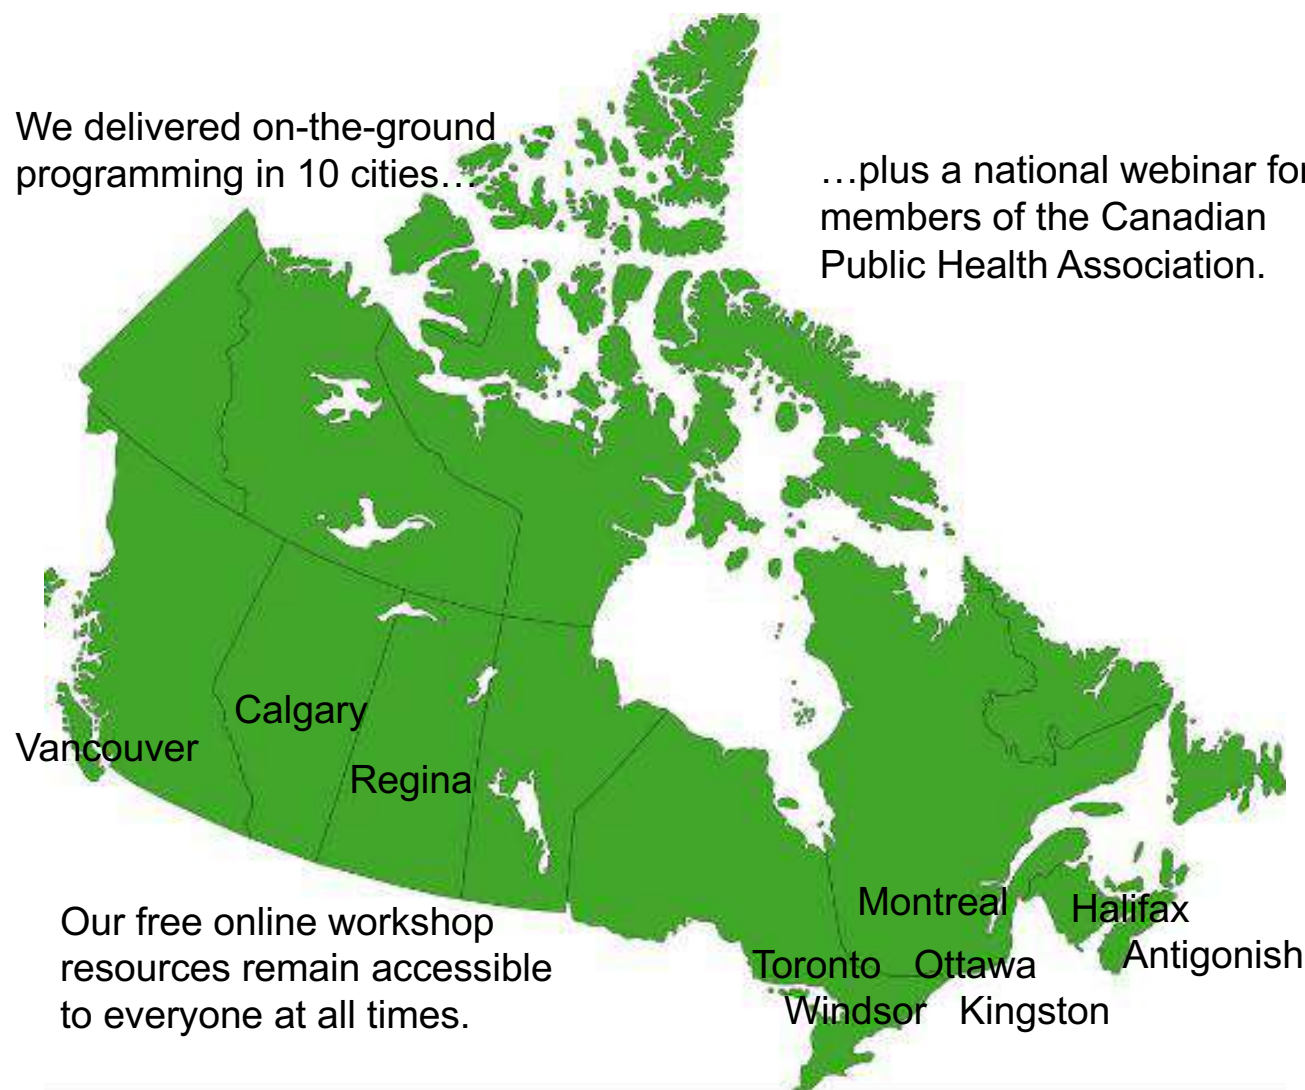 We delivered on-the-ground
programming in 10 cities…
…plus a national webinar for
members of the Canadian
Public Health Association.
Calgary
Vancouver
Regina
Montreal
Halifax
Toronto
Ottawa
Antigonish
Windsor
Kingston
Our free online workshop
resources remain accessible
to everyone at all times.